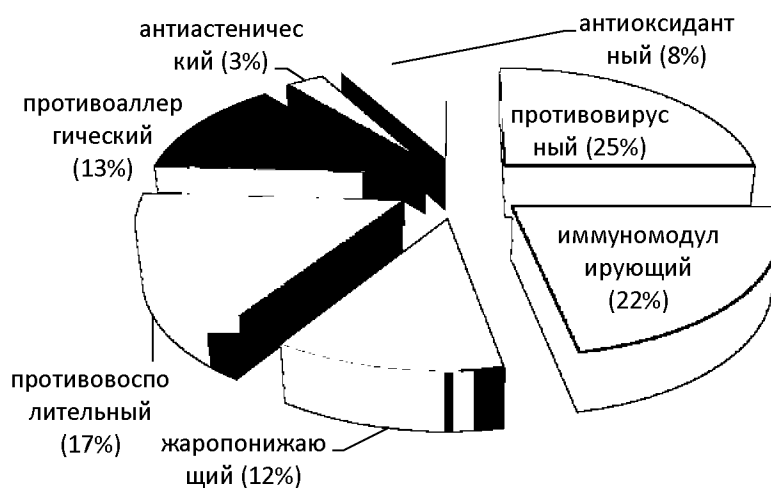 антиастеничес
кий (3%)
антиоксидант
ный (8%)
противоаллер
гический
(13%)
противовирус
ный (25%)
иммуномодул
ирующий
(22%)
противовоспо
лительный
(17%)
жаропонижаю
щий (12%)